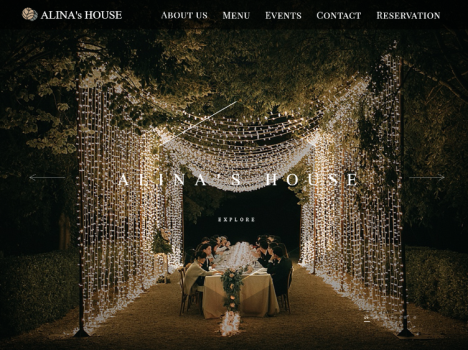 ALINA's HOUSE
About us
Menu
Events
Contact
Reservation
ALINA'S HOUSE
EXPLORE